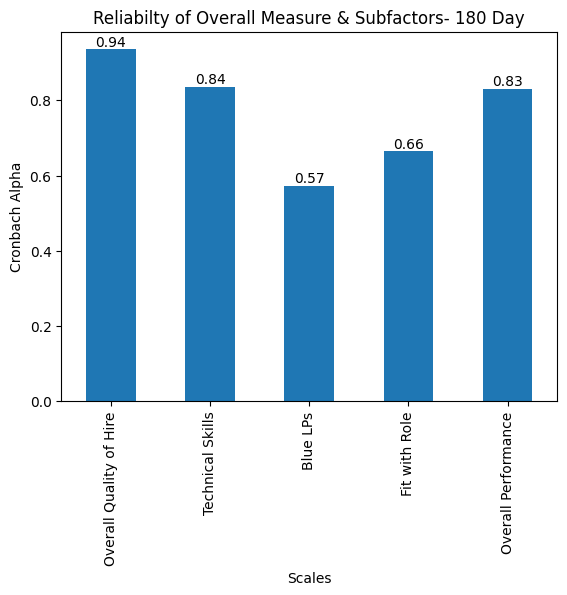 Reliabilty of Overall Measure & Subfactors- 180 Day
0.94
0.84
0.57
0.66
0.83
Cronbach Alpha
0.8
0.6
0.4
0.2
0.0
Overall Quality of Hire
Technical Skills
Blue LPs
Fit with Role
Overall Performance
Scales